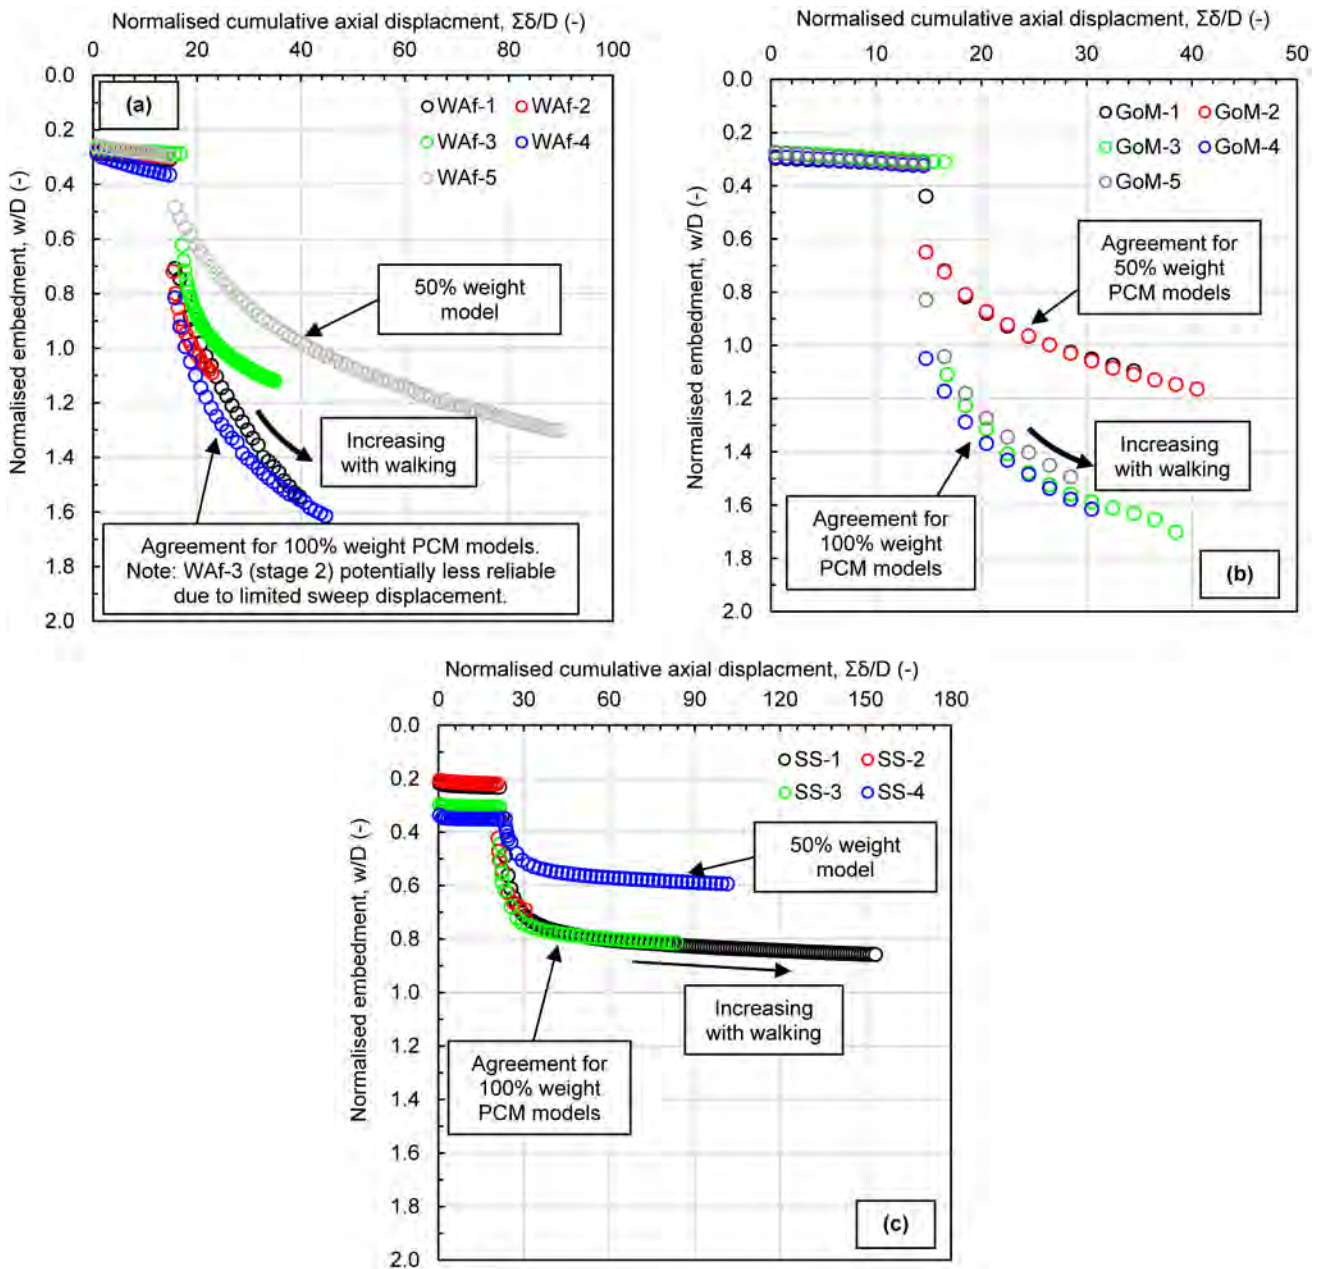 Normalised cumulative axial displacment, Σδ/D (-)
0 20 40 60 80 100
Normalised embedment, w/D (-)
0.0
0.2
0.4
0.6
0.8
1.0
1.2
1.4
1.6
1.8
2.0
(a)
WAf-1 WAf-2
WAf-3 WAf-4
WAf-5
50% weight
model
Increasing
with walking
Agreement for 100% weight PCM models.
Note: WAf-3 (stage 2) potentially less reliable
due to limited sweep displacement.
Normalised cumulative axial displacment, Σδ/D (-)
0 10 20 30 40 50
Normalised embedment, w/D (-)
0.0
0.2
0.4
0.6
0.8
1.0
1.2
1.4
1.6
1.8
2.0
GoM-1 GoM-2
GoM-3 GoM-4
GoM-5
Agreement for
50% weight
PCM models
Increasing
with walking
Agreement for
100% weight
PCM models
(b)
Normalised cumulative axial displacment, Σδ/D (-)
0 30 60 90 120 150 180
Normalised embedment, w/D (-)
0.0
0.2
0.4
0.6
0.8
1.0
1.2
1.4
1.6
1.8
2.0
SS-1 SS-2
SS-3 SS-4
50% weight
model
Increasing
with walking
Agreement for
100% weight
PCM models
(c)